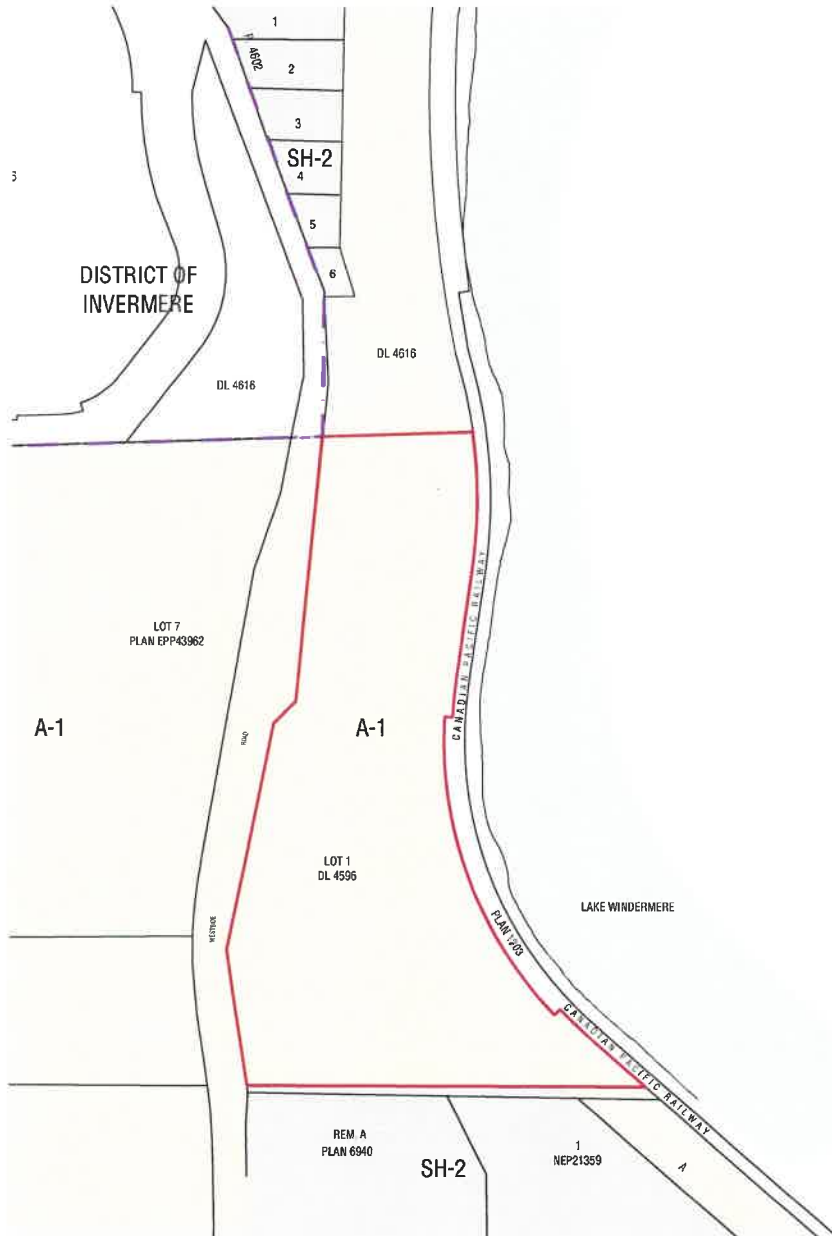 1
P. 4602
2
3
SH-2
4
5
6
DISTRICT OF
INVERMERE
DL 4616
DL 4616
CANADIAN PACIFIC RAILWAY
LOT 7
PLAN EPP43962
A-1
ROAD
A-1
LOT 1
DL 4596
LAKE WINDERMERE
PLAN 1203
WESTSIDE
CANADIAN PACIFIC RAILWAY
REM. A
PLAN 6940
SH-2
1
NEP21359
A